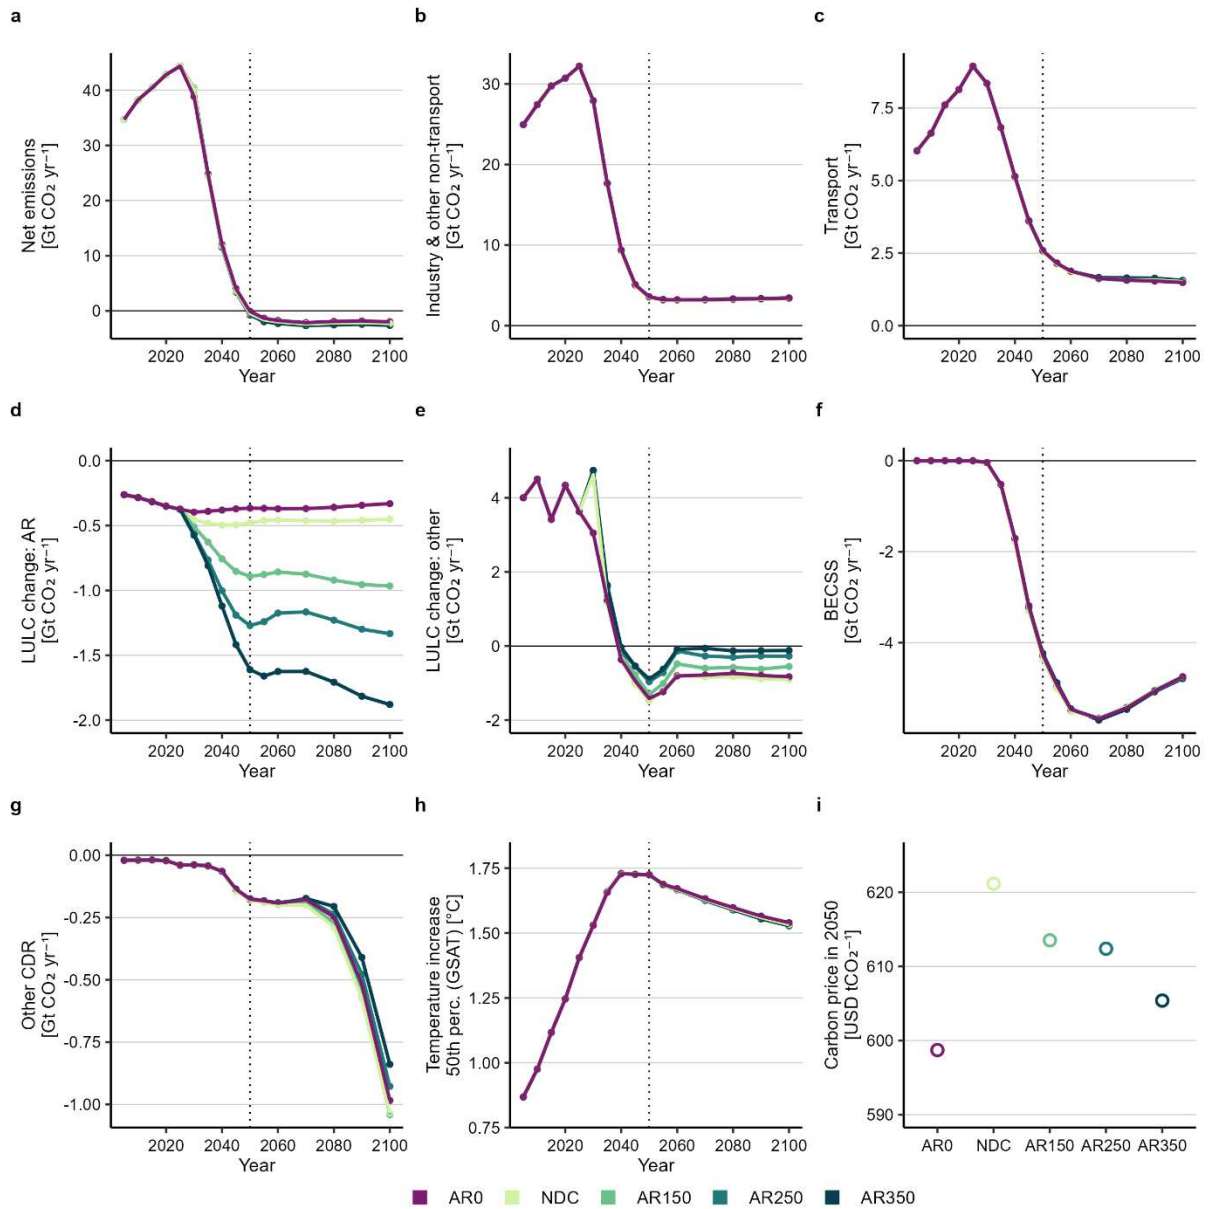 a
b
c
Net emissions
[Gt CO₂ yr⁻¹]
40
30
20
10
0
2020 2040 2060 2080 2100
Year
Industry & other non-transport
[Gt CO₂ yr⁻¹]
30
20
10
0
2020 2040 2060 2080 2100
Year
Transport
[Gt CO₂ yr⁻¹]
7.5
5.0
2.5
0.0
2020 2040 2060 2080 2100
Year
d
e
f
LULC change: AR
[Gt CO₂ yr⁻¹]
0.0
-0.5
-1.0
-1.5
-2.0
2020 2040 2060 2080 2100
Year
LULC change: other
[Gt CO₂ yr⁻¹]
4
2
0
-2
2020 2040 2060 2080 2100
Year
BECSS
[Gt CO₂ yr⁻¹]
0
-2
-4
2020 2040 2060 2080 2100
Year
g
h
i
Other CDR
[Gt CO₂ yr⁻¹]
0.00
-0.25
-0.50
-0.75
-1.00
2020 2040 2060 2080 2100
Year
Temperature increase
50th perc. (GSAT) [°C]
1.75
1.50
1.25
1.00
0.75
2020 2040 2060 2080 2100
Year
Carbon price in 2050
[USD tCO₂⁻¹]
620
610
600
590
AR0 NDC AR150 AR250 AR350
AR0 NDC AR150 AR250 AR350